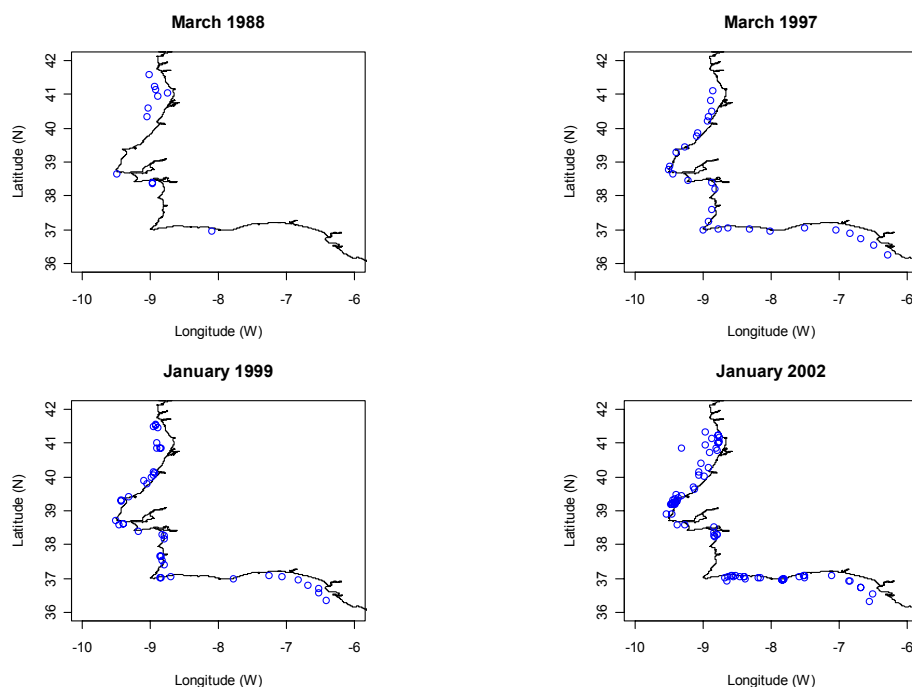 March 1988
March 1997
Latitude (N)
42
41
40
39
38
37
36
-10 -9 -8 -7 -6
Longitude (W)
Latitude (N)
42
41
40
39
38
37
36
-10 -9 -8 -7 -6
Longitude (W)
January 1999
January 2002
Latitude (N)
42
41
40
39
38
37
36
-10 -9 -8 -7 -6
Longitude (W)
Latitude (N)
42
41
40
39
38
37
36
-10 -9 -8 -7 -6
Longitude (W)